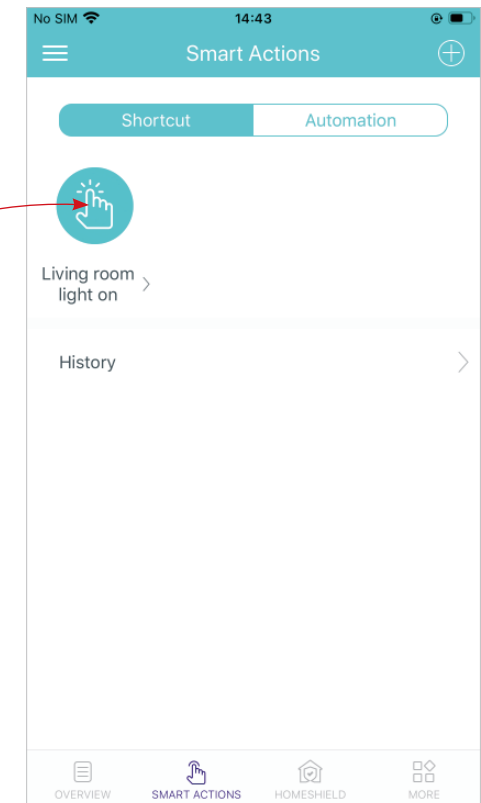 No SIM 14:43
Smart Actions
Shortcut Automation
Living room
light on
History
OVERVIEW SMART ACTIONS HOMESHIELD MORE